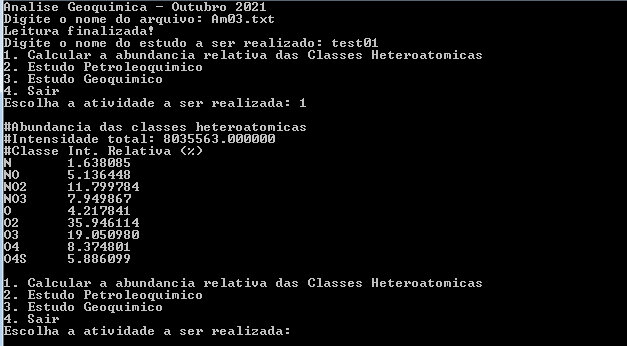 Analise Geoquimica - Outubro 2021
Digite o nome do arquivo: Am03.txt
Leitura finalizada!
Digite o nome do estudo a ser realizado: test01
1. Calcular a abundancia relativa das Classes Heteroatomicas
2. Estudo Petroleoquimico
3. Estudo Geoquimico
4. Sair
Escolha a atividade a ser realizada: 1

#Abundancia das classes heteroatomicas
#Intensidade total: 8035563.000000
#Classe Int. Relativa (%)
N 1.638085
NO 5.136448
NO2 11.799784
NO3 7.949867
O 4.217841
O2 35.946114
O3 19.050980
O4 8.374801
O4S 5.886099

1. Calcular a abundancia relativa das Classes Heteroatomicas
2. Estudo Petroleoquimico
3. Estudo Geoquimico
4. Sair
Escolha a atividade a ser realizada: